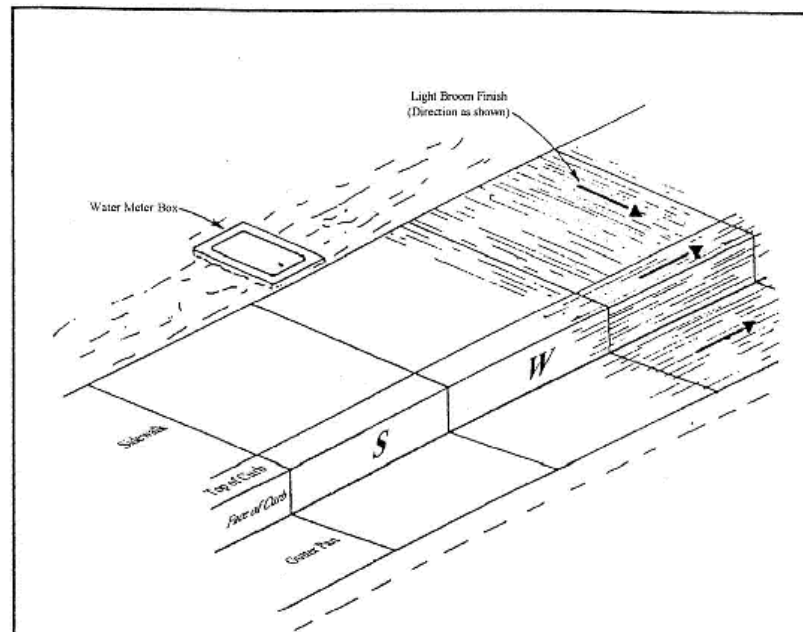 Light Broom Finish
(Direction as shown)
Water Meter Box
Sidewalk
Top of Curb
Face of Curb
Gutter Pan
S
W